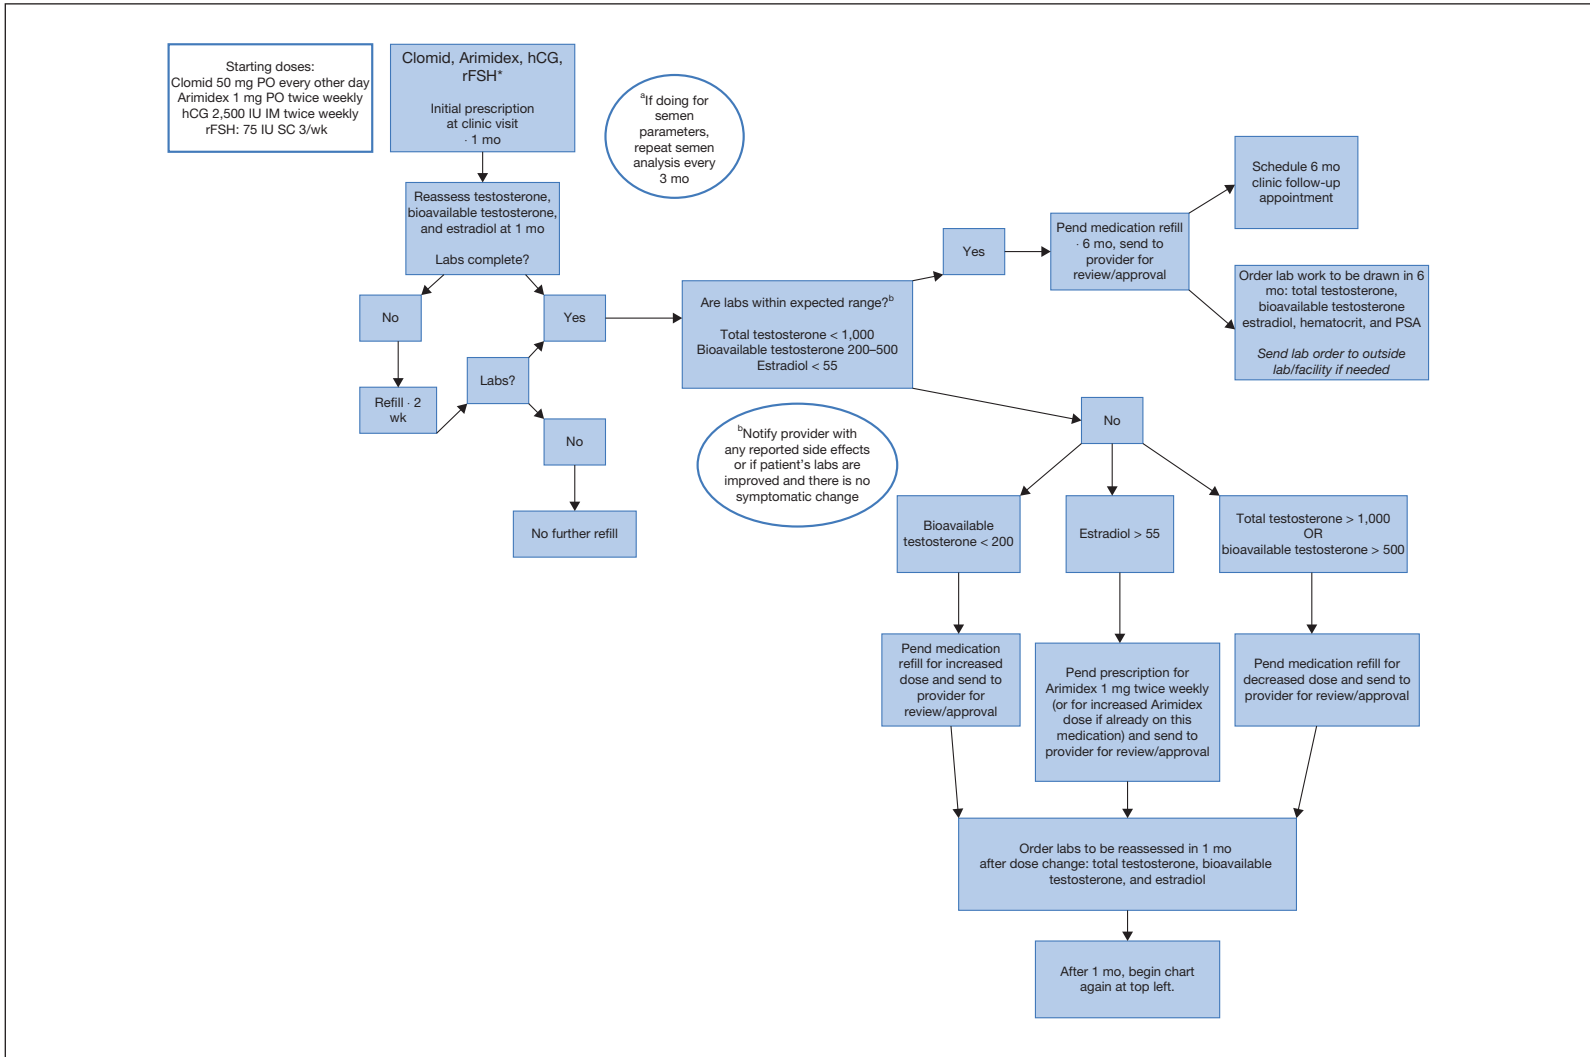 Starting doses:
Clomid 50 mg PO every other day
Arimidex 1 mg PO twice weekly
hCG 2,500 IU IM twice weekly
rFSH: 75 IU SC 3/wk
Clomid, Arimidex, hCG,
rFSH*
Initial prescription
at clinic visit
· 1 mo
aIf doing for
semen
parameters,
repeat semen
analysis every
3 mo
Reassess testosterone,
bioavailable testosterone,
and estradiol at 1 mo
Labs complete?
No
Yes
Refill · 2
wk
Labs?
No
No further refill
Are labs within expected range?b
Total testosterone < 1,000
Bioavailable testosterone 200–500
Estradiol < 55
bNotify provider with
any reported side effects
or if patient's labs are
improved and there is no
symptomatic change
Yes
Pend medication refill
· 6 mo, send to
provider for
review/approval
Schedule 6 mo
clinic follow-up
appointment
Order lab work to be drawn in 6
mo: total testosterone,
bioavailable testosterone
estradiol, hematocrit, and PSA
Send lab order to outside
lab/facility if needed
No
Bioavailable
testosterone < 200
Estradiol > 55
Total testosterone > 1,000
OR
bioavailable testosterone > 500
Pend medication
refill for increased
dose and send to
provider for
review/approval
Pend prescription for
Arimidex 1 mg twice weekly
(or for increased Arimidex
dose if already on this
medication) and send to
provider for review/approval
Pend medication refill for
decreased dose and send to
provider for review/approval
Order labs to be reassessed in 1 mo
after dose change: total testosterone, bioavailable
testosterone, and estradiol
After 1 mo, begin chart
again at top left.